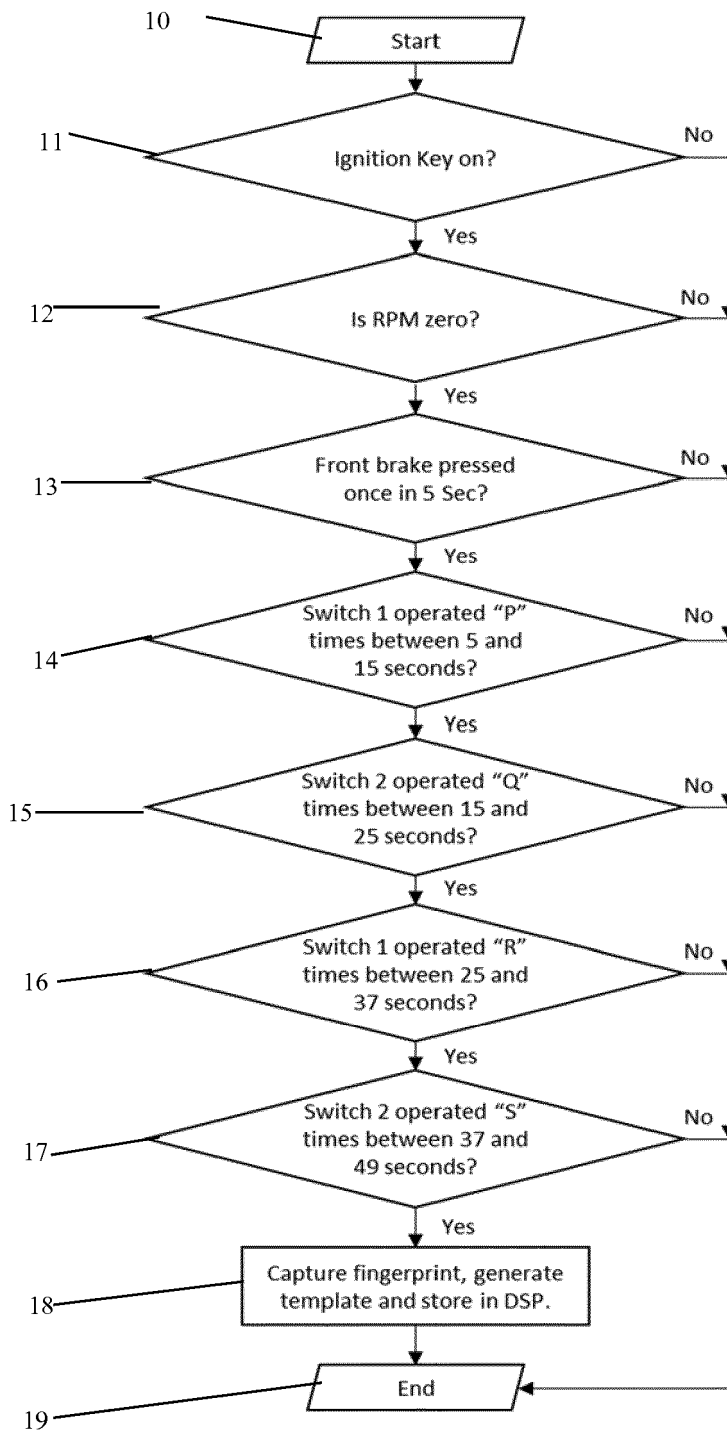 10
Start
11
Ignition Key on?
No
Yes
12
Is RPM zero?
No
Yes
13
Front brake pressed
once in 5 Sec?
No
Yes
14
Switch 1 operated “P”
times between 5 and
15 seconds?
No
Yes
15
Switch 2 operated “Q”
times between 15 and
25 seconds?
No
Yes
16
Switch 1 operated “R”
times between 25 and
37 seconds?
No
Yes
17
Switch 2 operated “S”
times between 37 and
49 seconds?
No
Yes
18
Capture fingerprint, generate
template and store in DSP.
19
End